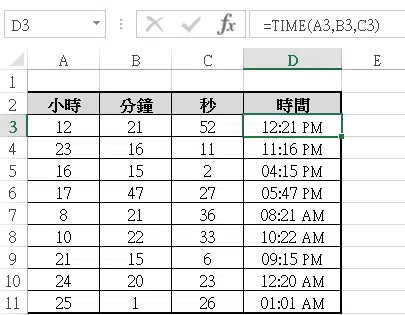 D3 fx =TIME(A3,B3,C3)
A B C D E
1
2 小時 分鐘 秒 時間
3 12 21 52 12:21 PM
4 23 16 11 11:16 PM
5 16 15 2 04:15 PM
6 17 47 27 05:47 PM
7 8 21 36 08:21 AM
8 10 22 33 10:22 AM
9 21 15 6 09:15 PM
10 24 20 23 12:20 AM
11 25 1 26 01:01 AM